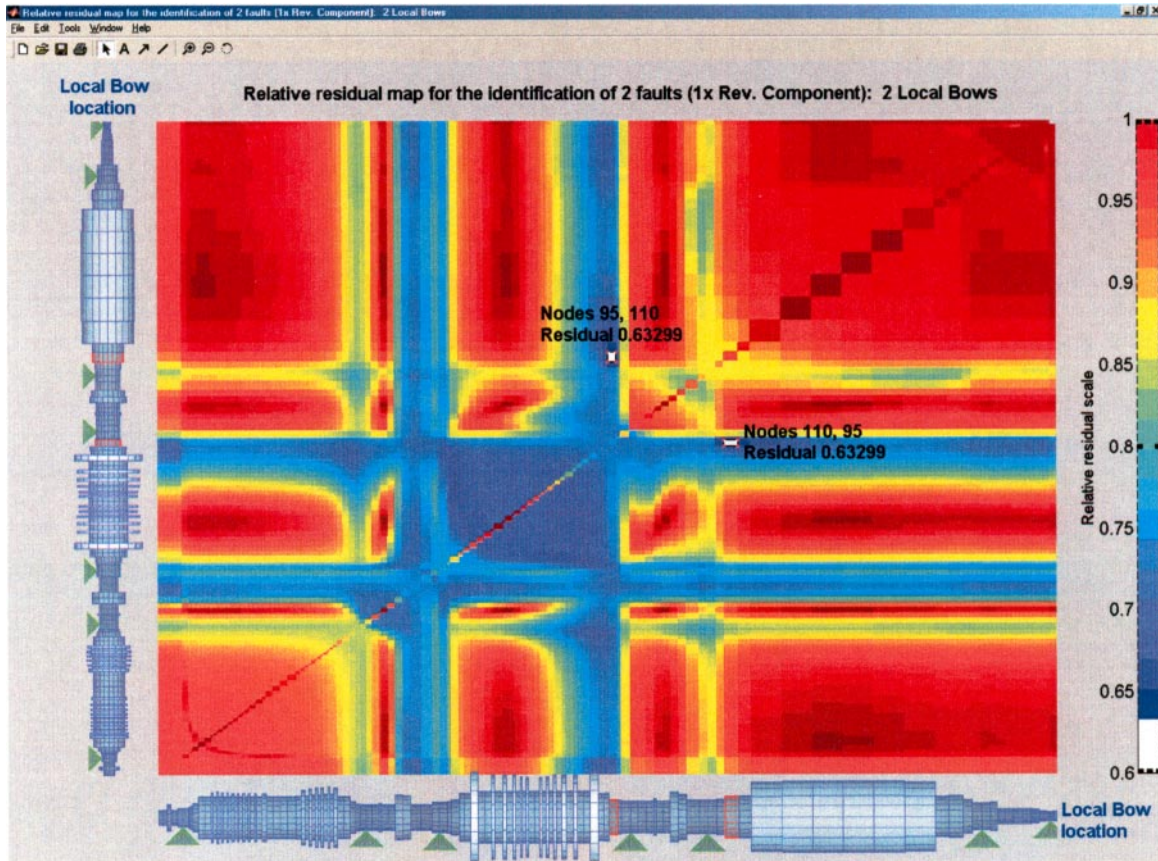 Relative residual map for the identification of 2 faults (1x Rev. Component): 2 Local Bows
File Edit Tools Window Help
A
Local Bow
location
Relative residual map for the identification of 2 faults (1x Rev. Component): 2 Local Bows
Nodes 95, 110
Residual 0.63299
Nodes 110, 95
Residual 0.63299
1
0.95
0.9
0.85
0.8
0.75
0.7
0.65
0.6
Relative residual scale
Local Bow
location